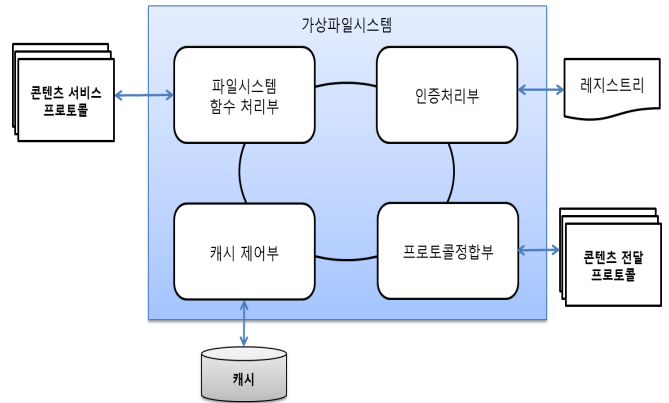 가상파일시스템
콘텐츠 서비스
프로토콜
파일시스템
함수 처리부
인증처리부
레지스트리
캐시 제어부
프로토콜정합부
콘텐츠 전달
프로토콜
캐시